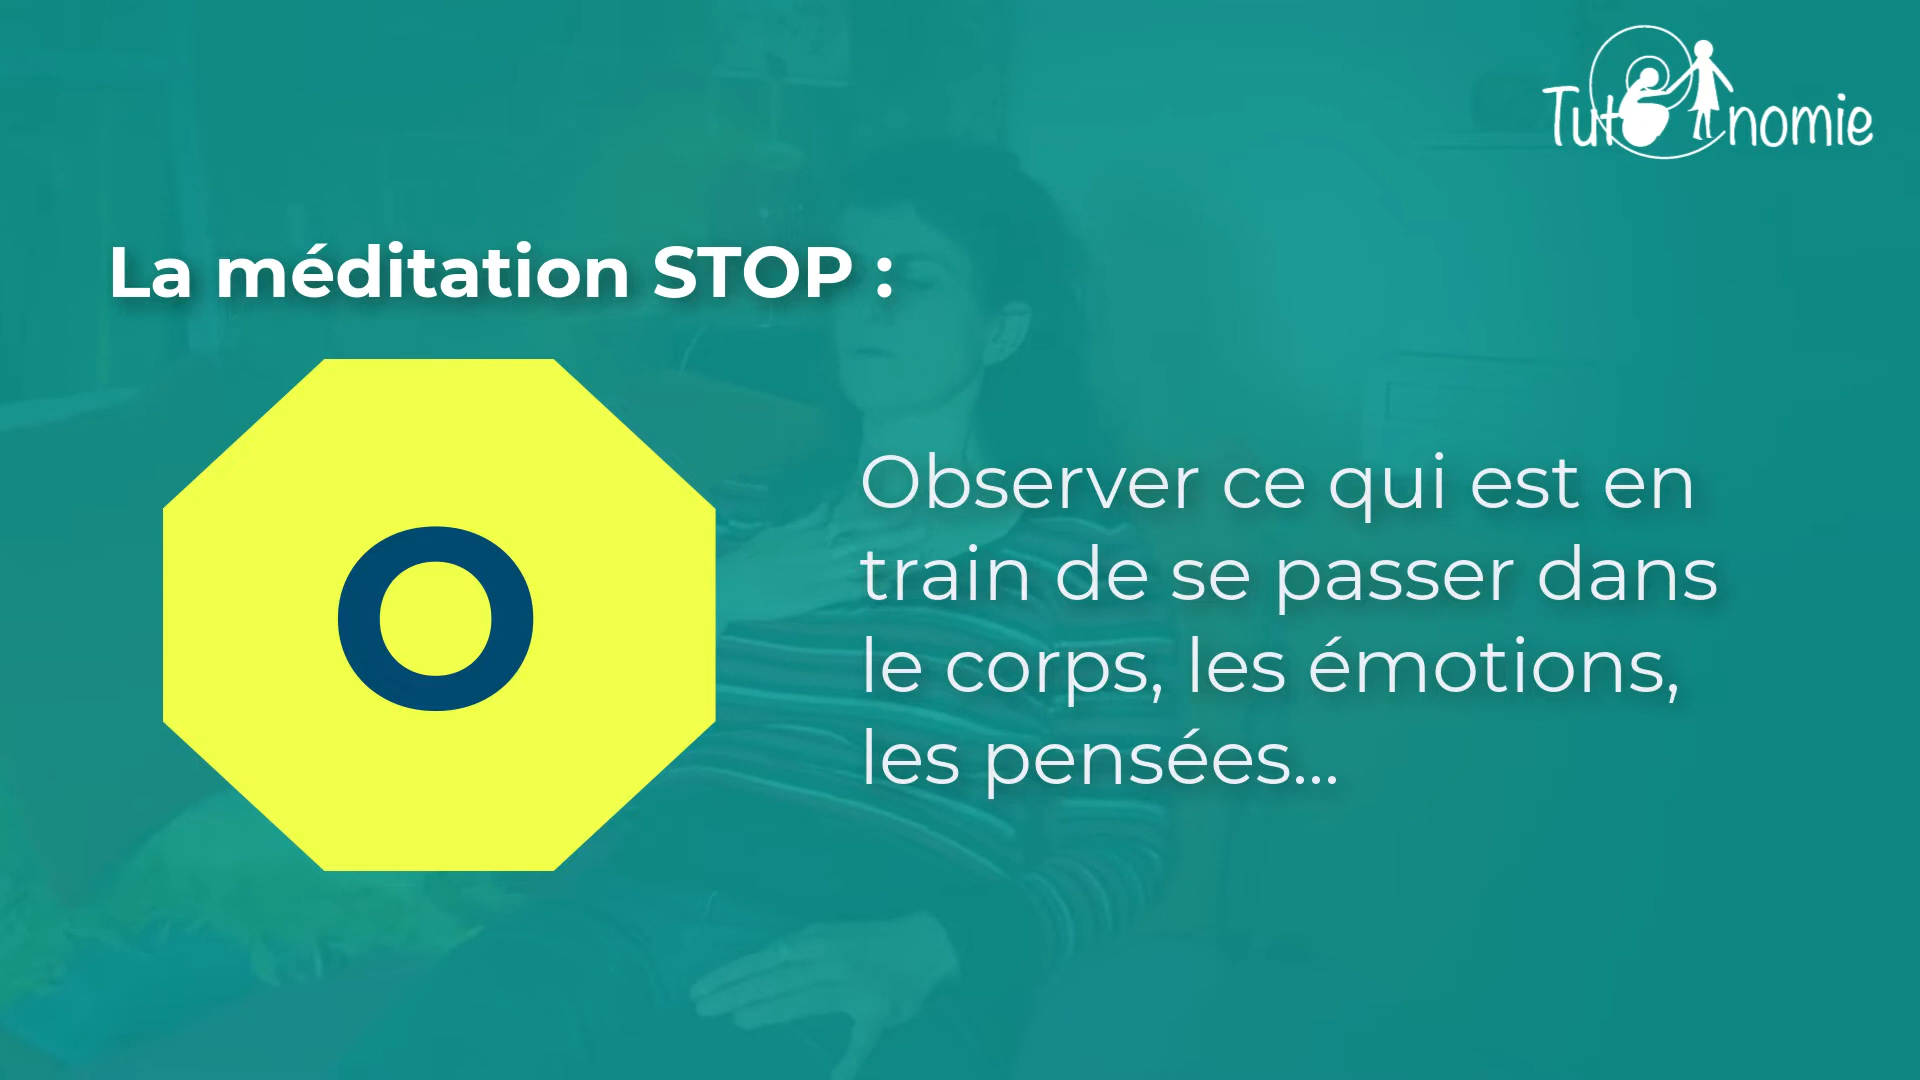 Tutonomie
La méditation STOP :
O
Observer ce qui est en
train de se passer dans
le corps, les émotions,
les pensées...